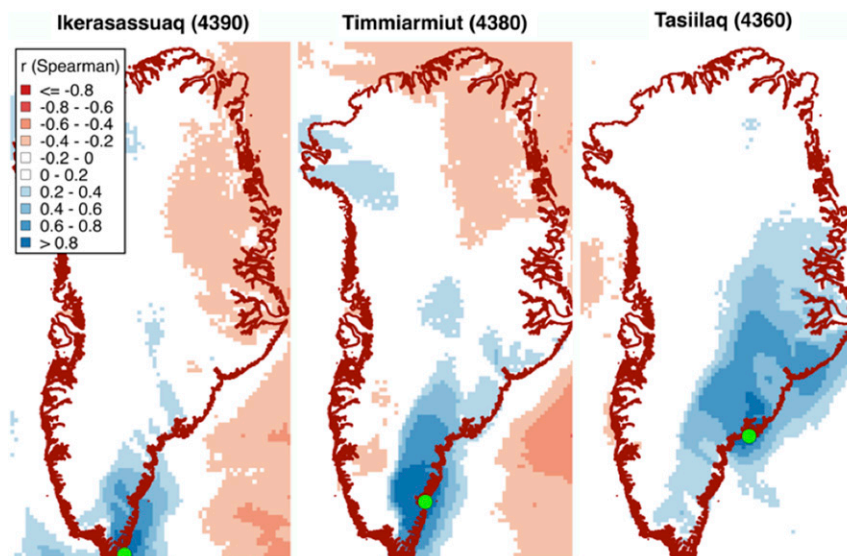 Ikerasassuaq (4390)
Timmiarmiut (4380)
Tasiilaq (4360)
r (Spearman)
<= -0.8
-0.8 - -0.6
-0.6 - -0.4
-0.4 - -0.2
-0.2 - 0
0 - 0.2
0.2 - 0.4
0.4 - 0.6
0.6 - 0.8
> 0.8